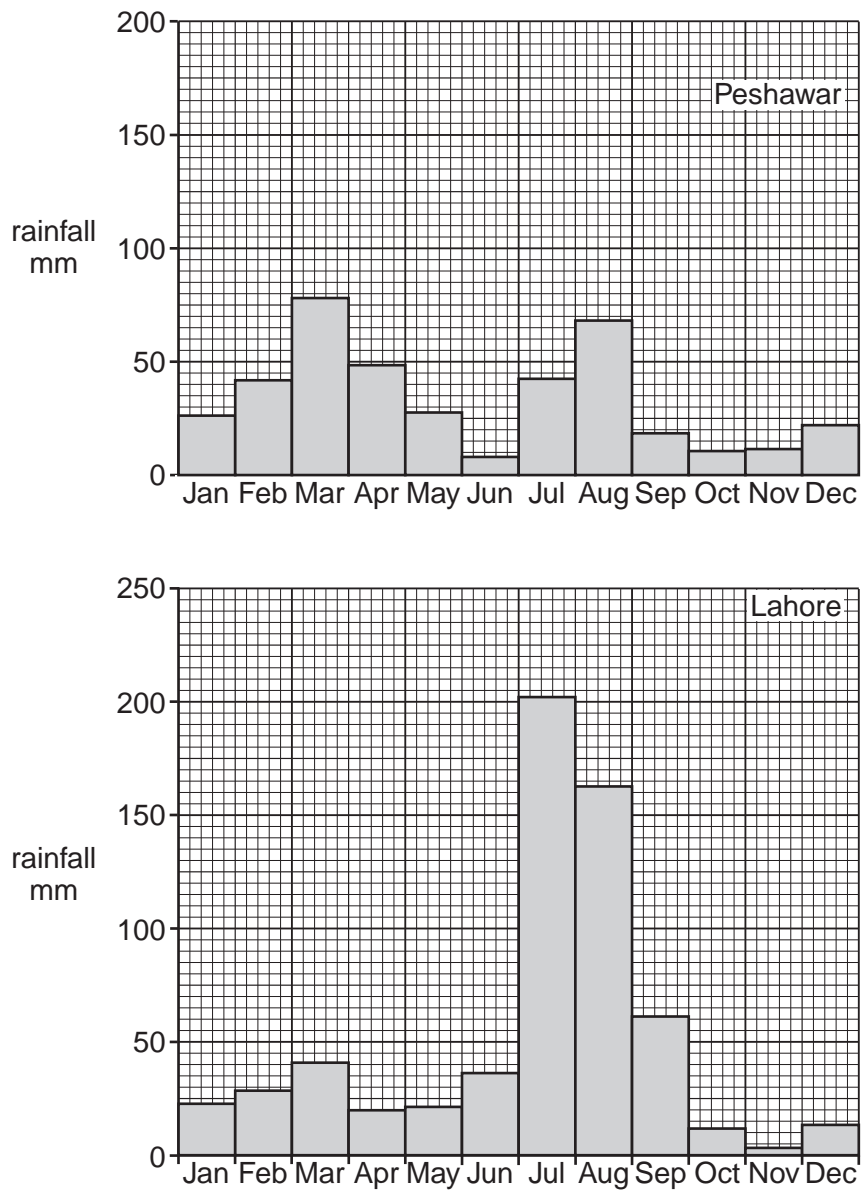 200
Peshawar
150
rainfall
mm
100
50
0
Jan Feb Mar Apr May Jun Jul Aug Sep Oct Nov Dec
250
Lahore
200
150
rainfall
mm
100
50
0
Jan Feb Mar Apr May Jun Jul Aug Sep Oct Nov Dec